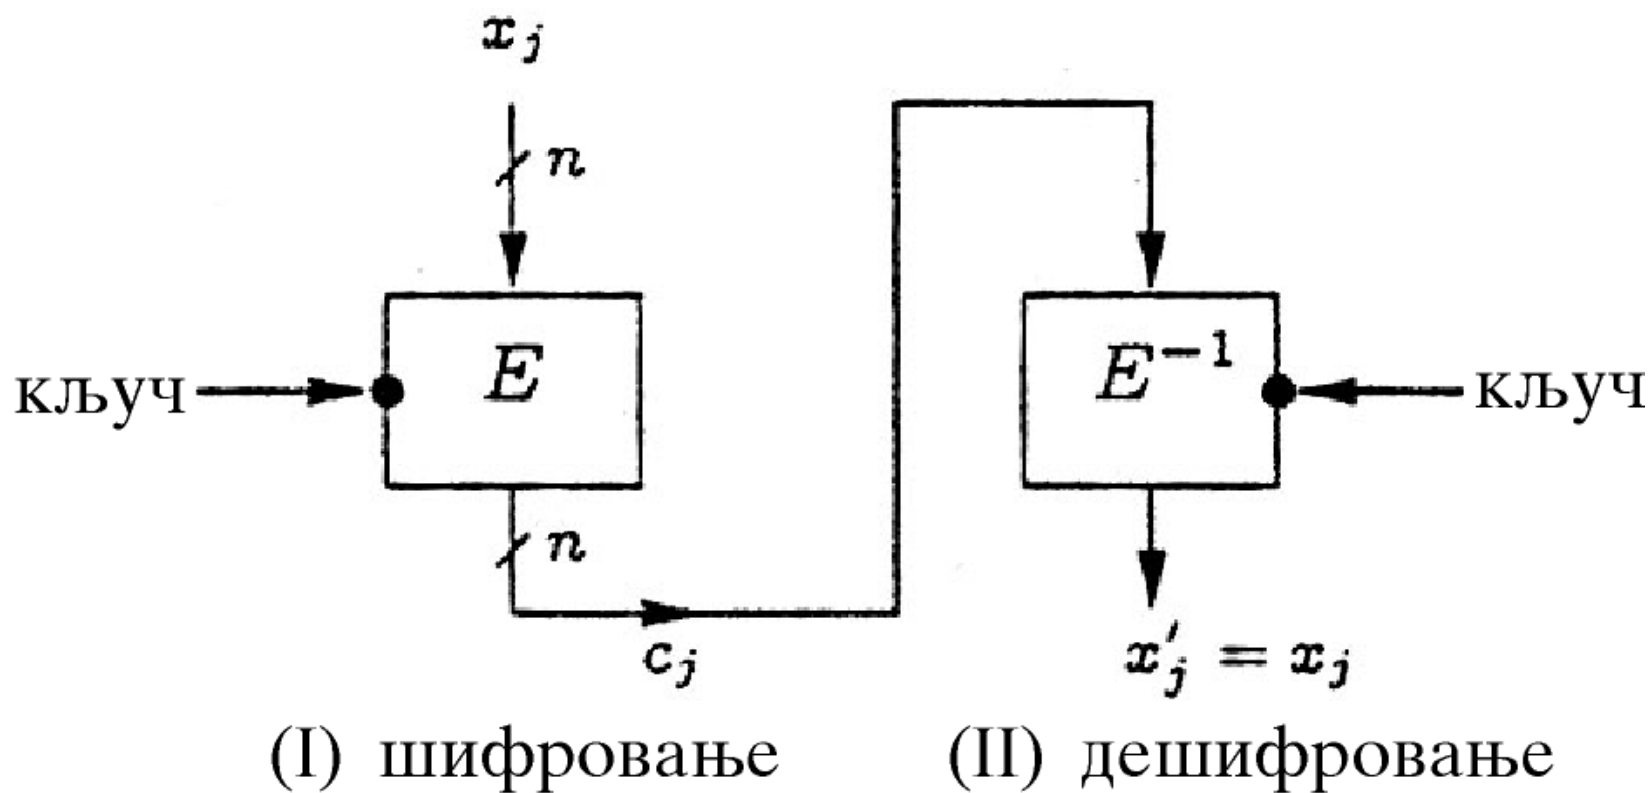 x_j
n
кључ E E^{-1} кључ
n
c_j x'_j = x_j
(I) шифровање (II) дешифровање